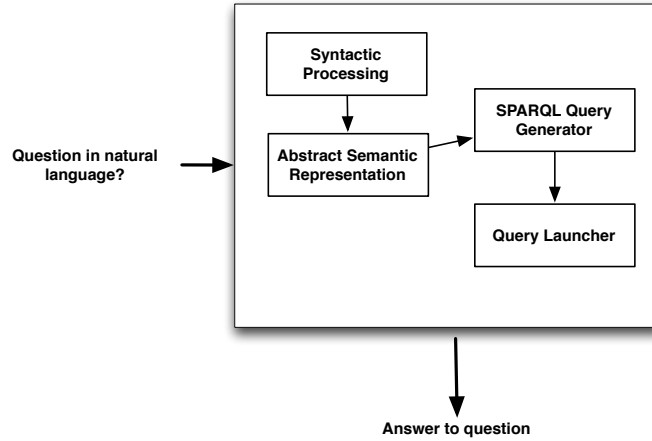 Syntactic
Processing
SPARQL Query
Generator
Question in natural
language?
Abstract Semantic
Representation
Query Launcher
Answer to question